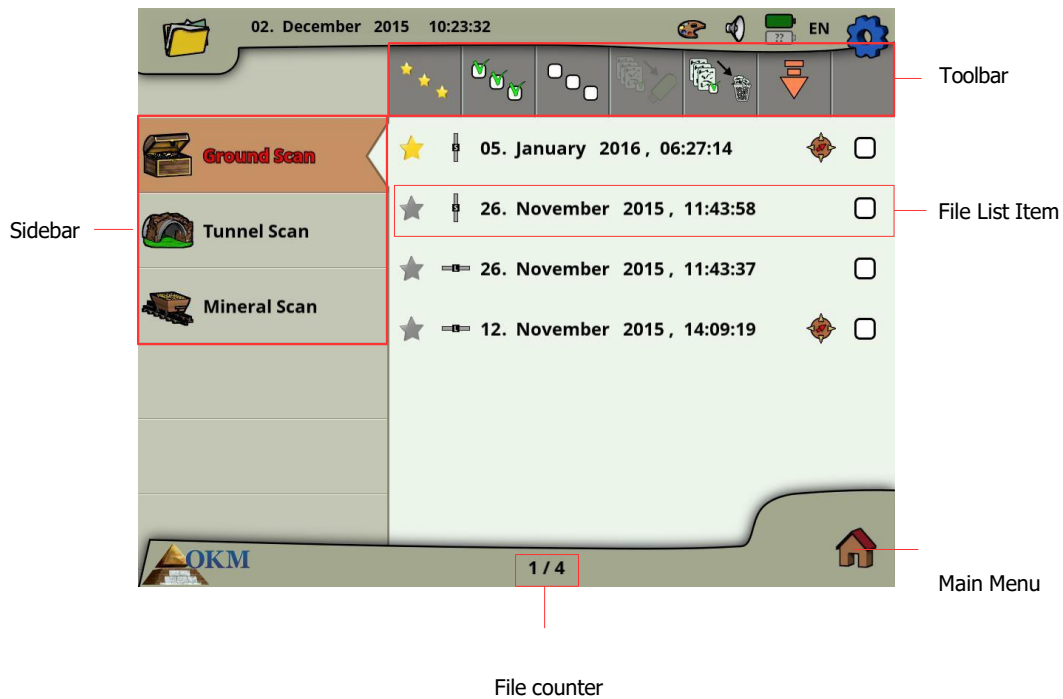 02. December 2015 10:23:32
EN
??
Toolbar
Sidebar
Ground Scan
Tunnel Scan
Mineral Scan
S 05. January 2016, 06:27:14
S 26. November 2015, 11:43:58
File List Item
L 26. November 2015, 11:43:37
L 12. November 2015, 14:09:19
OKM
1 / 4
Main Menu
File counter